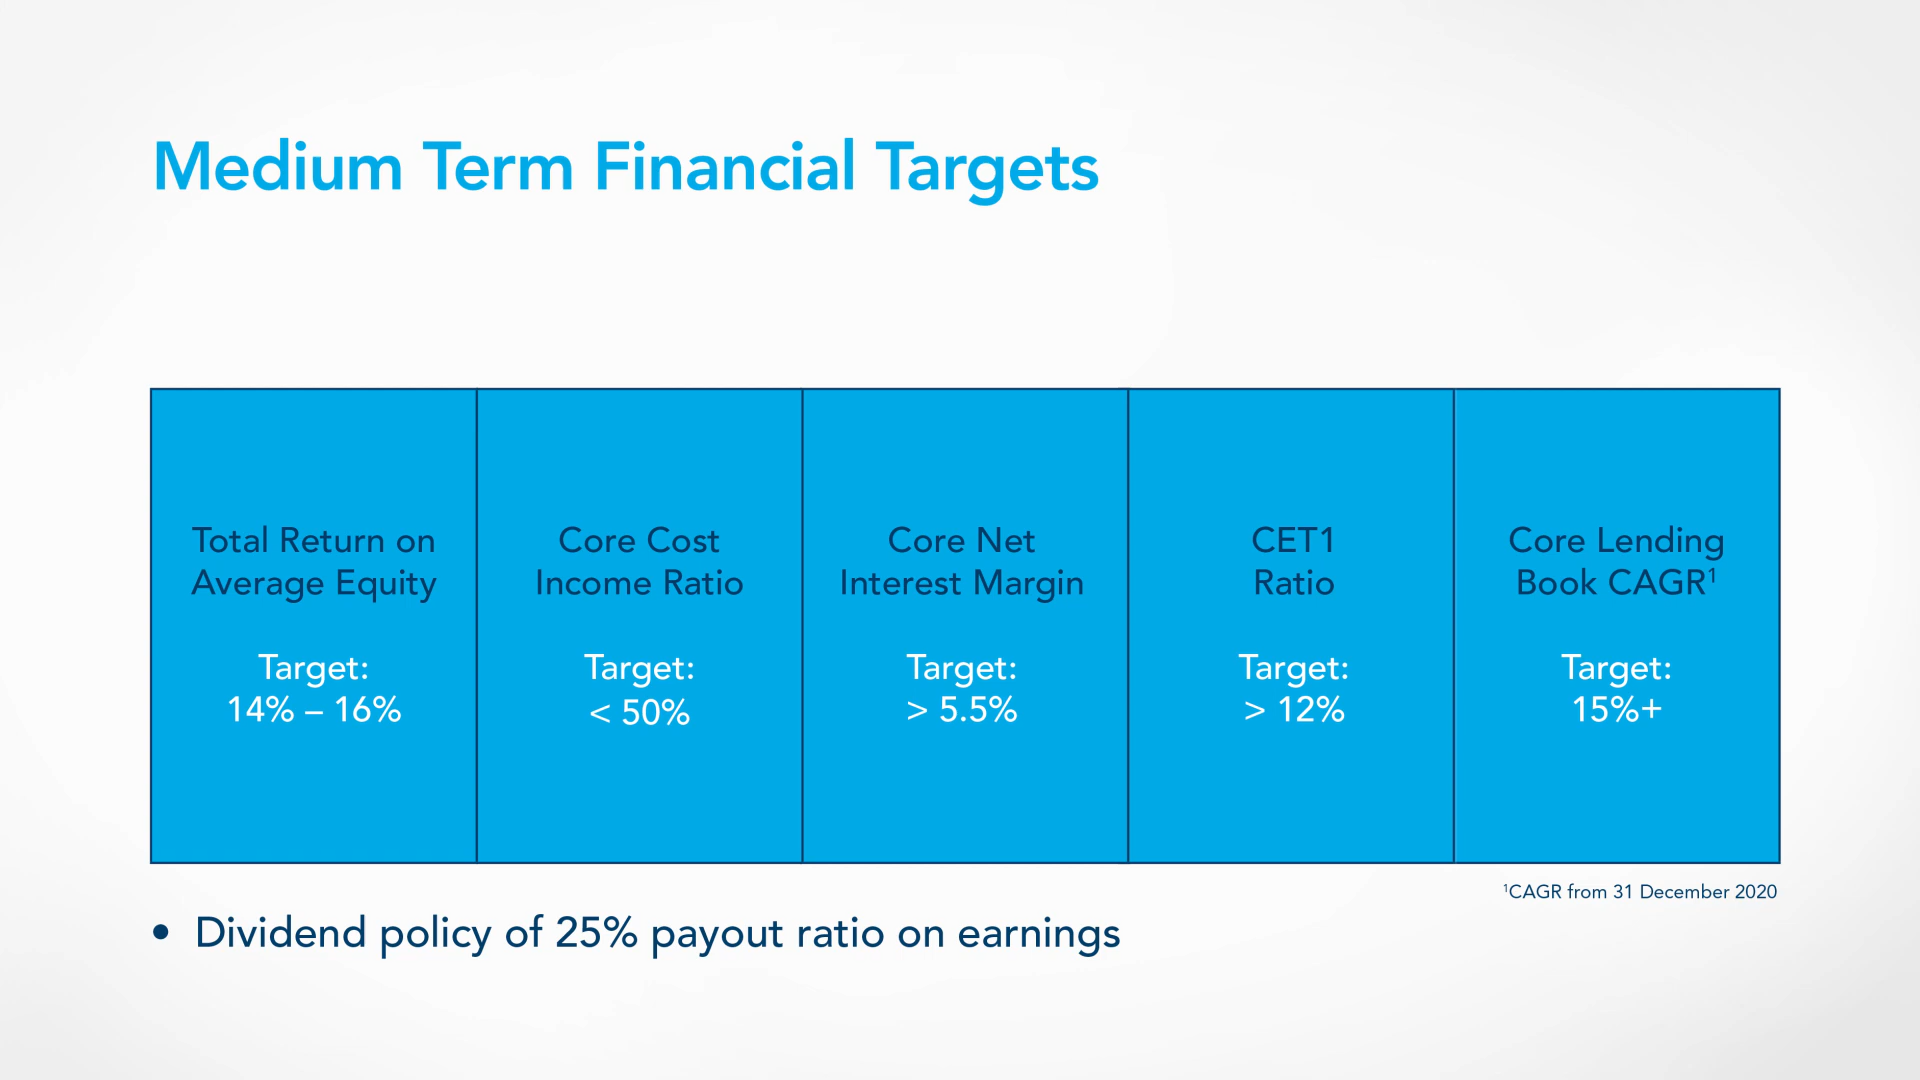 Medium Term Financial Targets
Total Return on
Average Equity
Target:
14% – 16%
Core Cost
Income Ratio
Target:
< 50%
Core Net
Interest Margin
Target:
> 5.5%
CET1
Ratio
Target:
> 12%
Core Lending
Book CAGR¹
Target:
15%+
¹CAGR from 31 December 2020
• Dividend policy of 25% payout ratio on earnings